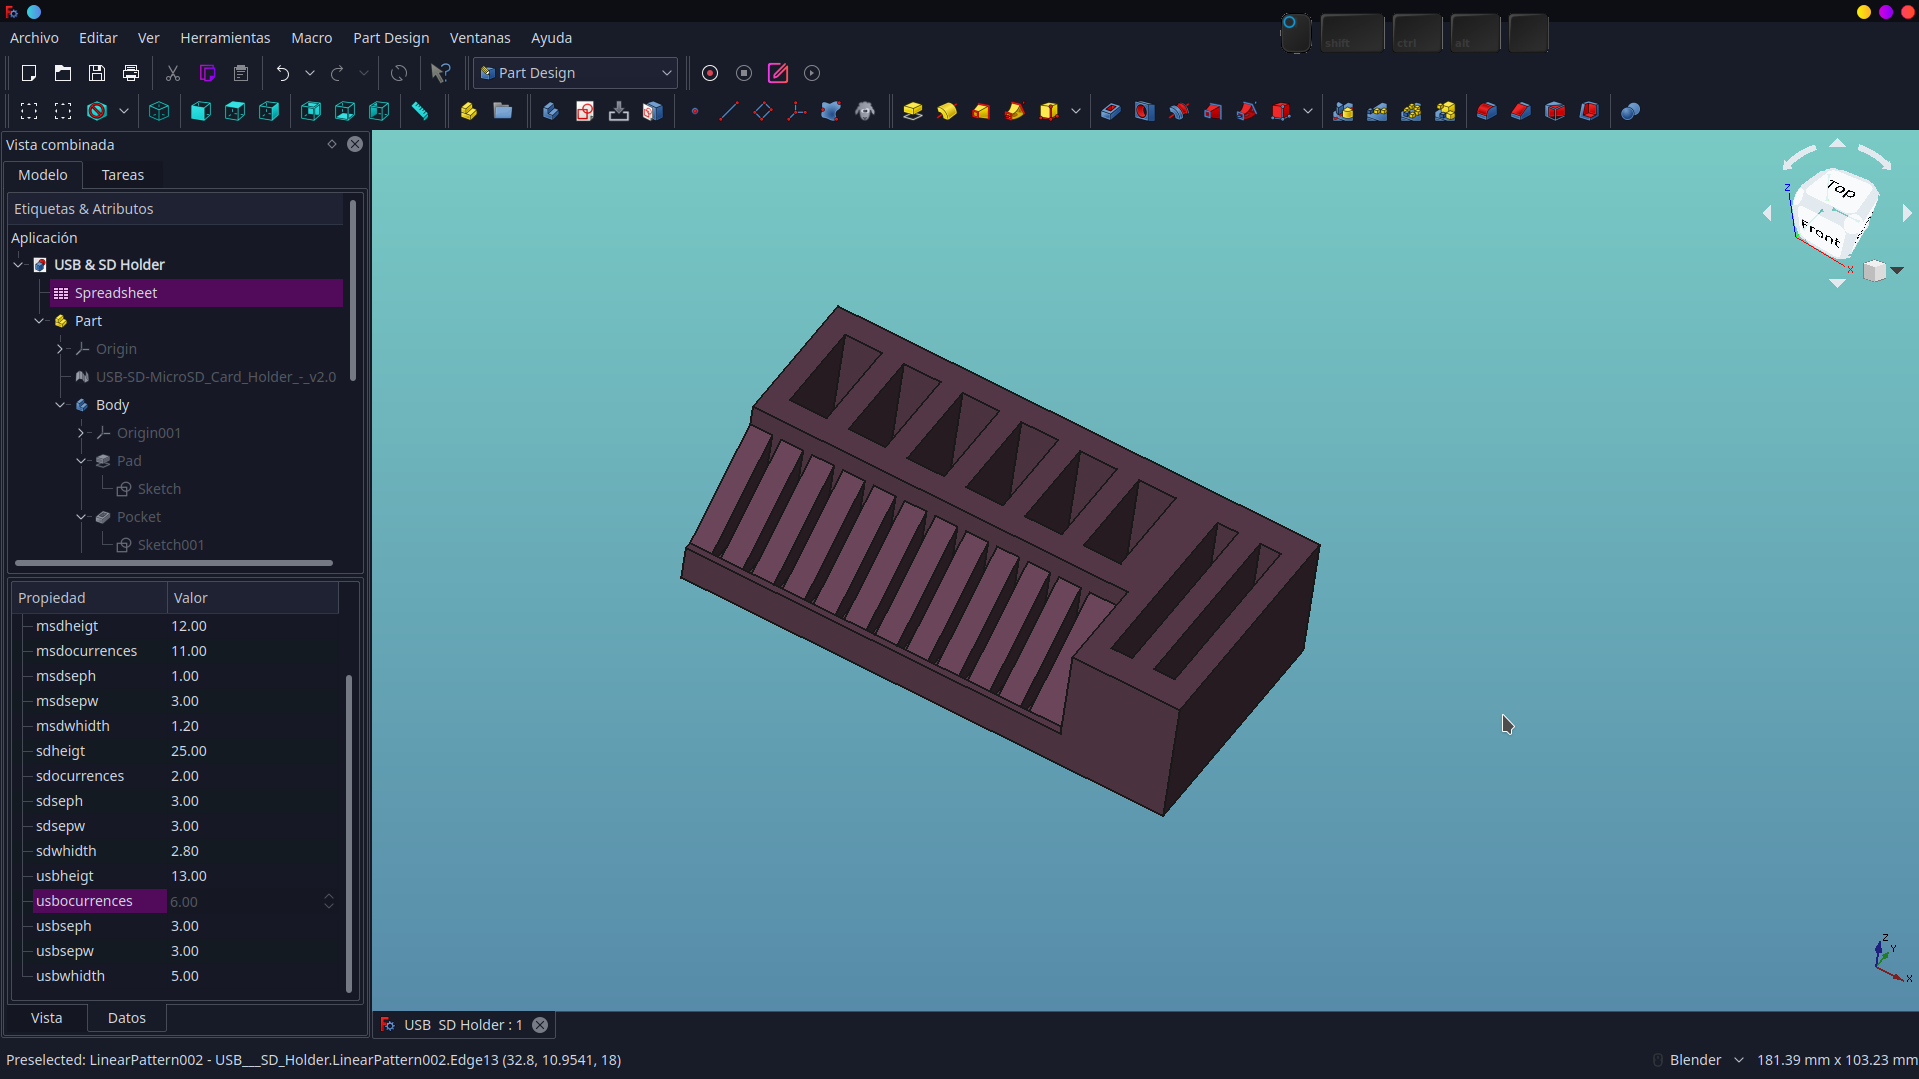 Archivo Editar Ver Herramientas Macro Part Design Ventanas Ayuda
shift ctrl alt
Part Design
Vista combinada
Modelo Tareas
Etiquetas & Atributos
Aplicación
USB & SD Holder
Spreadsheet
Part
Origin
USB-SD-MicroSD_Card_Holder_-_v2.0
Body
Origin001
Pad
Sketch
Pocket
Sketch001
Propiedad Valor
msdheigt 12.00
msdocurrences 11.00
msdseph 1.00
msdsepw 3.00
msdwhidth 1.20
sdheigt 25.00
sdocurrences 2.00
sdseph 3.00
sdsepw 3.00
sdwhidth 2.80
usbheigt 13.00
usbocurrences 6.00
usbseph 3.00
usbsepw 3.00
usbwhidth 5.00
Vista Datos
Top
Front
Z
X
Z
Y
X
USB SD Holder : 1
Preselected: LinearPattern002 - USB___SD_Holder.LinearPattern002.Edge13 (32.8, 10.9541, 18)
Blender 181.39 mm x 103.23 mm